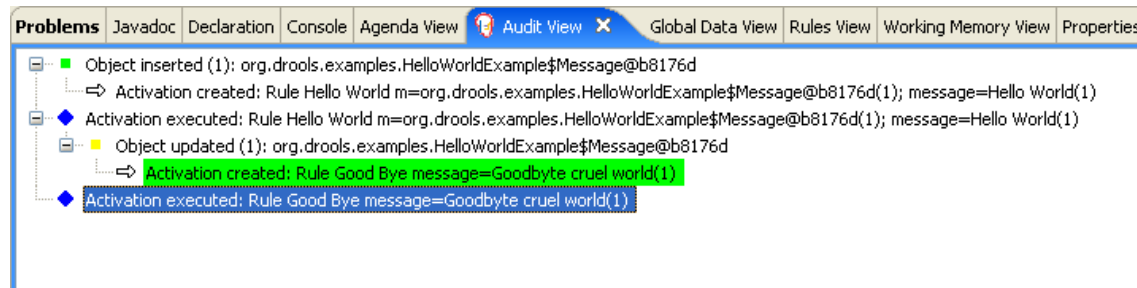 Problems Javadoc Declaration Console Agenda View Audit View Global Data View Rules View Working Memory View Properties
Object inserted (1): org.drools.examples.HelloWorldExample$Message@b8176d
Activation created: Rule Hello World m=org.drools.examples.HelloWorldExample$Message@b8176d(1); message=Hello World(1)
Activation executed: Rule Hello World m=org.drools.examples.HelloWorldExample$Message@b8176d(1); message=Hello World(1)
Object updated (1): org.drools.examples.HelloWorldExample$Message@b8176d
Activation created: Rule Good Bye message=Goodbyte cruel world(1)
Activation executed: Rule Good Bye message=Goodbyte cruel world(1)